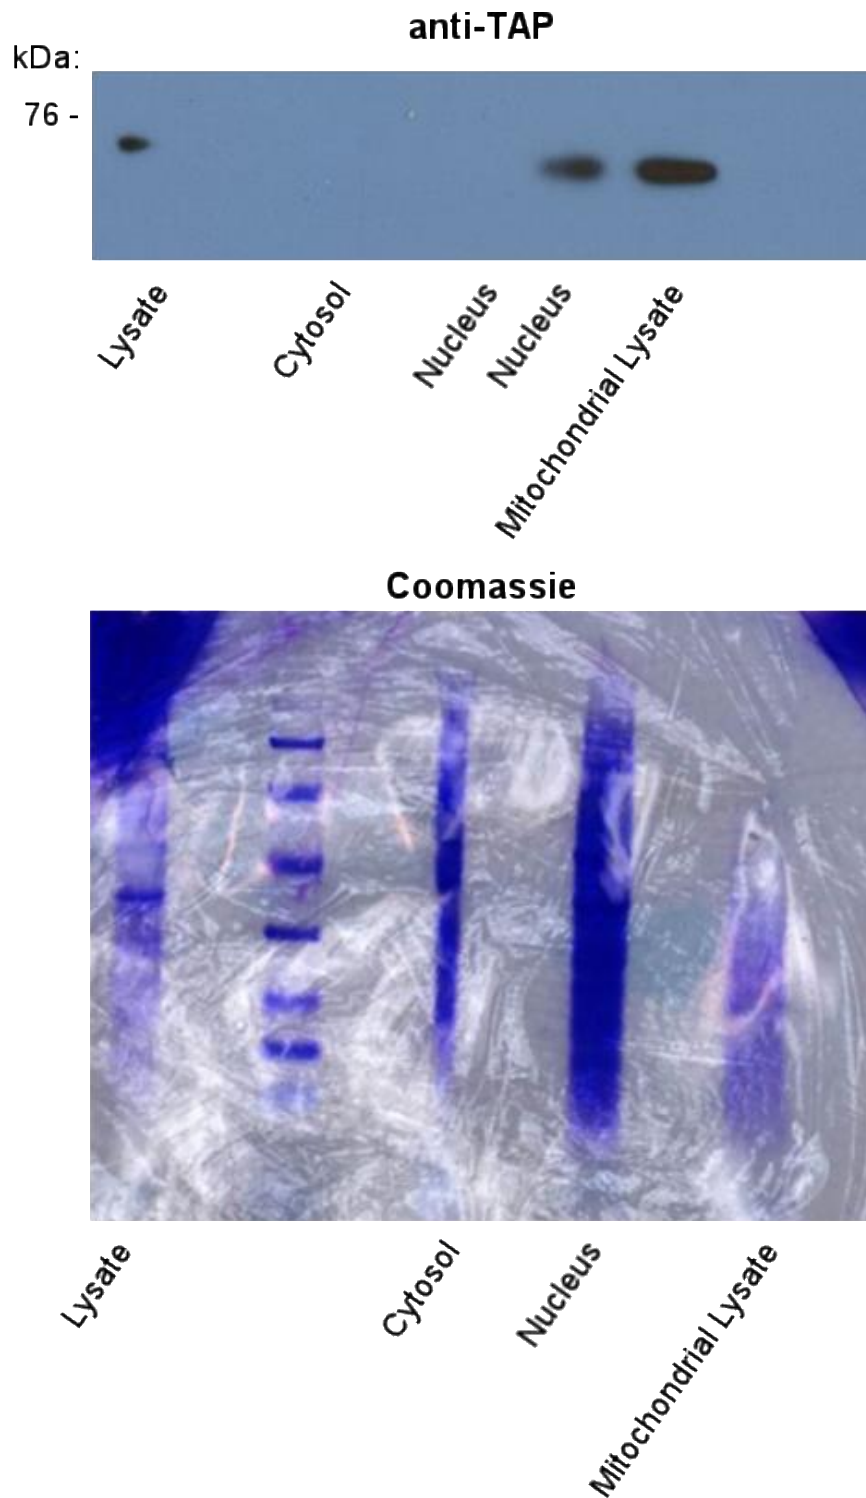 anti-TAP
kDa:
76 -
Lysate
Cytosol
Nucleus
Nucleus
Mitochondrial Lysate
Coomassie
Lysate
Cytosol
Nucleus
Mitochondrial Lysate